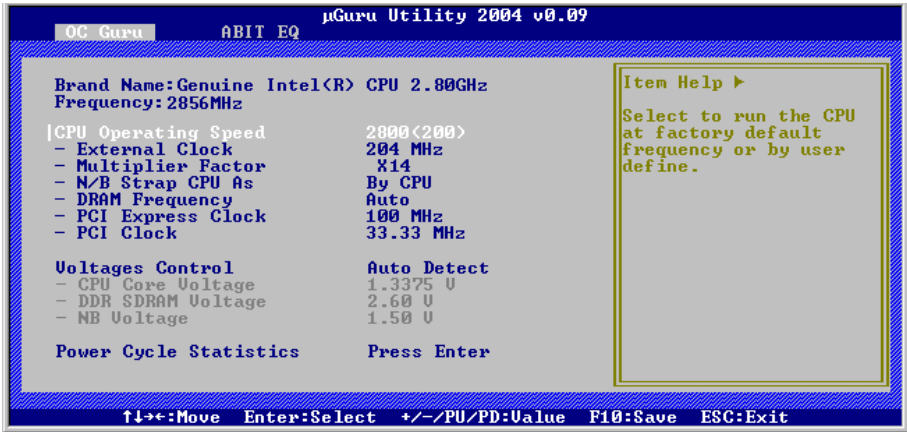 µGuru Utility 2004 v0.09
OC Guru ABIT EQ
Brand Name:Genuine Intel(R) CPU 2.80GHz
Frequency:2856MHz
CPU Operating Speed 2800(200)
- External Clock 204 MHz
- Multiplier Factor X14
- N/B Strap CPU As By CPU
- DRAM Frequency Auto
- PCI Express Clock 100 MHz
- PCI Clock 33.33 MHz
Voltages Control Auto Detect
- CPU Core Voltage 1.3375 V
- DDR SDRAM Voltage 2.60 V
- NB Voltage 1.50 V
Power Cycle Statistics Press Enter
Item Help ►
Select to run the CPU
at factory default
frequency or by user
define.
↑↓→←:Move Enter:Select +/-/PU/PD:Value F10:Save ESC:Exit